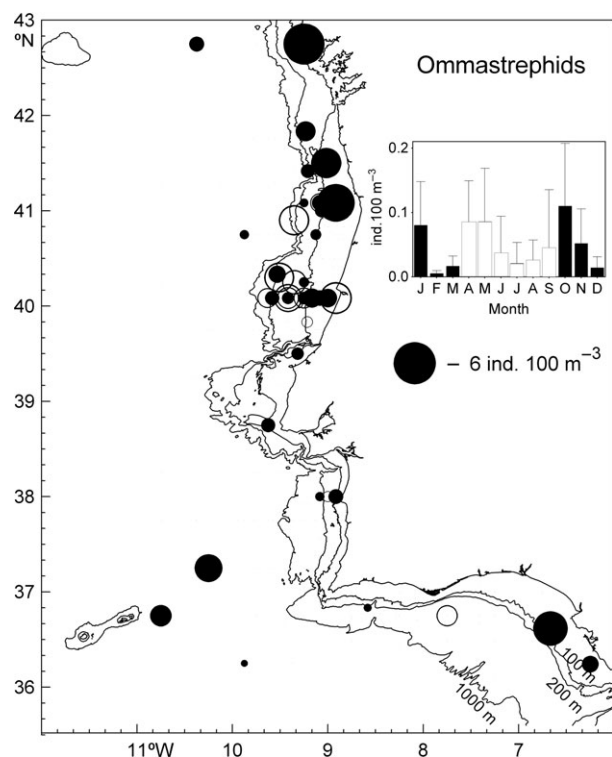 43
ºN
42
41
40
39
38
37
36
Ommastrephids
0.2
0.1
0.0
ind.100 m⁻³
J F M A M J J A S O N D
Month
– 6 ind. 100 m⁻³
100 m
200 m
1000 m
11ºW 10 9 8 7 6